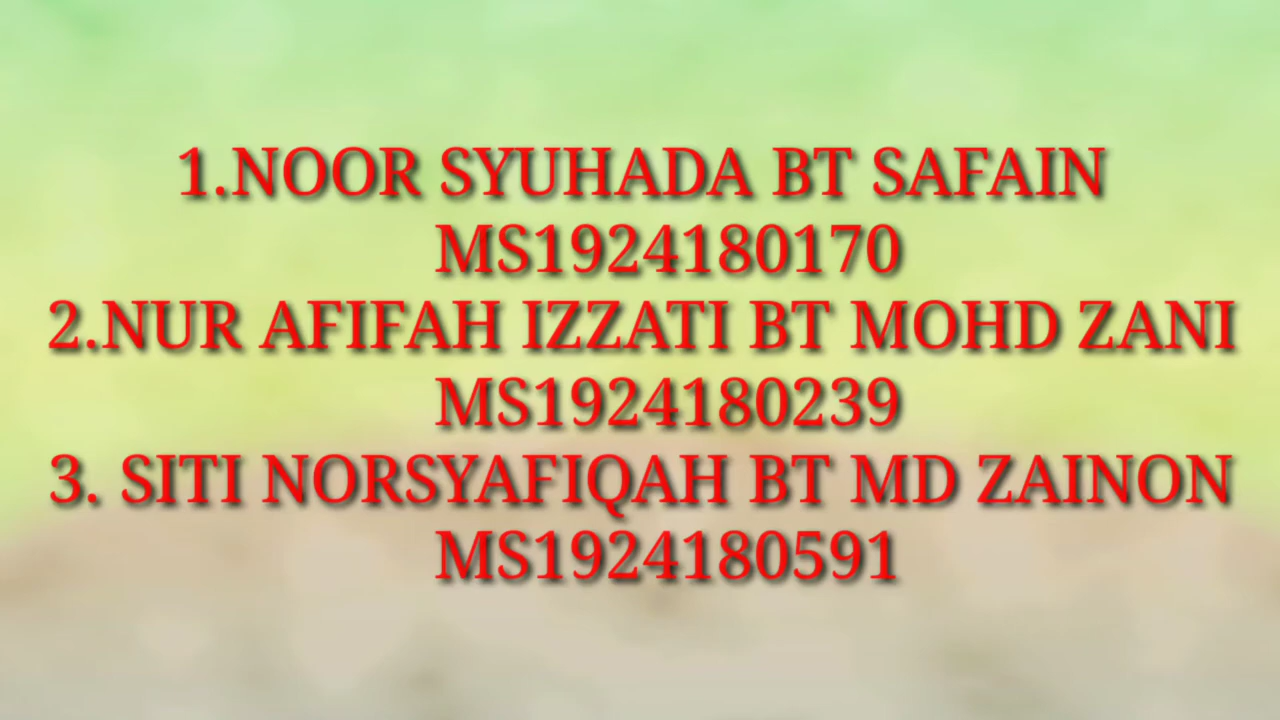 1.NOOR SYUHADA BT SAFAIN
MS1924180170
2.NUR AFIFAH IZZATI BT MOHD ZANI
MS1924180239
3. SITI NORSYAFIQAH BT MD ZAINON
MS1924180591